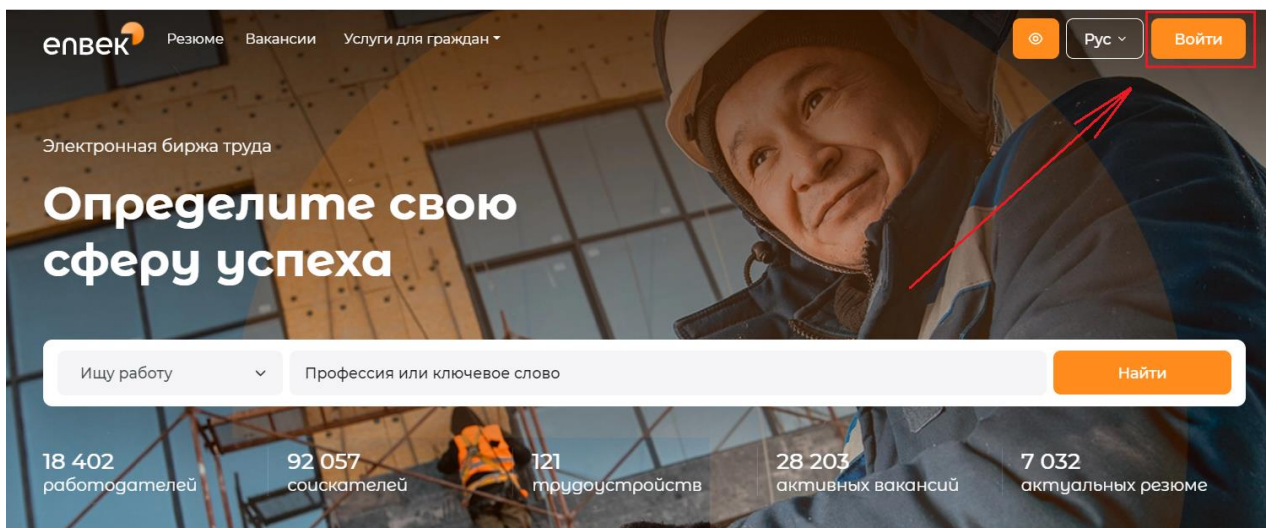 enвек
Резюме Вакансии Услуги для граждан
Рус
Войти
Электронная биржа труда
Определите свою
сферу успеха
Ищу работу
Профессия или ключевое слово
Найти
18 402
работодателей
92 057
соискателей
121
трудоустройств
28 203
активных вакансий
7 032
актуальных резюме